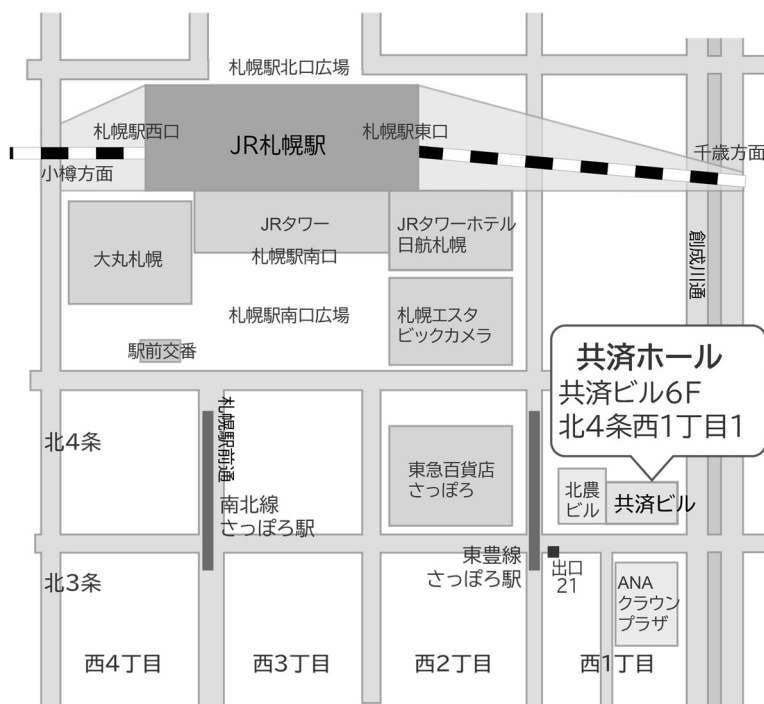 札幌駅北口広場
札幌駅西口
JR札幌駅
札幌駅東口
千歳方面
小樽方面
大丸札幌
JRタワー
札幌駅南口
JRタワーホテル
日航札幌
創成川通
札幌駅南口広場
札幌エスタ
ビックカメラ
駅前交番
共済ホール
共済ビル6F
北4条西1丁目1
札幌駅前通
北4条
南北線
さっぽろ駅
東急百貨店
さっぽろ
北農
ビル
共済ビル
東豊線
さっぽろ駅
出口
21
北3条
ANA
クラウン
プラザ
西4丁目
西3丁目
西2丁目
西1丁目